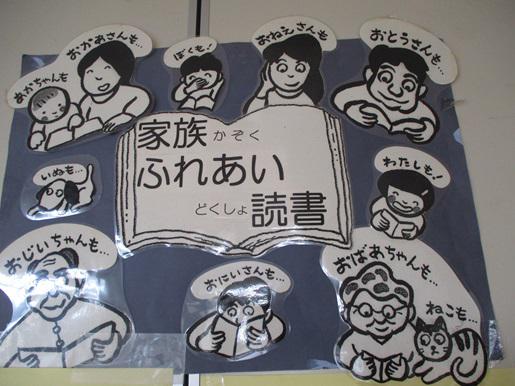 おかあさんも…
あかちゃんも
ぼくも!
おねえさんも…
おとうさんも…
家族 かぞく
ふれあい
どくしょ 読書
いぬも…
わたしも!
おじいちゃんも…
おにいさんも…
おばあちゃんも…
ねこも…